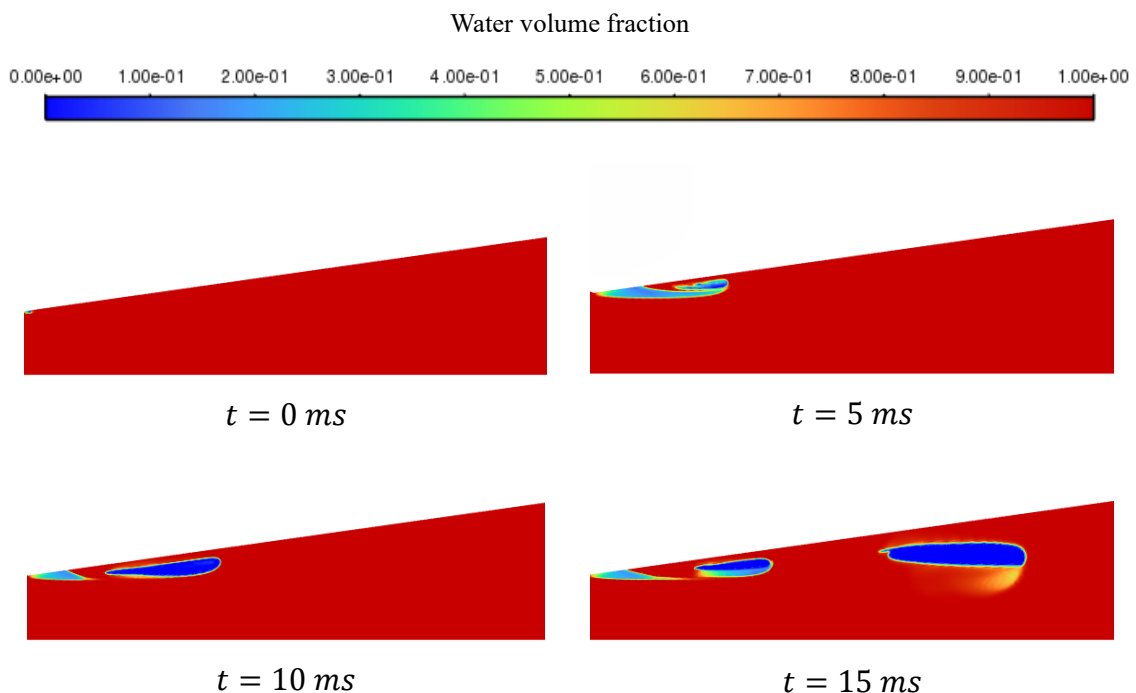 Water volume fraction
0.00e+00 1.00e-01 2.00e-01 3.00e-01 4.00e-01 5.00e-01 6.00e-01 7.00e-01 8.00e-01 9.00e-01 1.00e+00
t = 0 ms
t = 5 ms
t = 10 ms
t = 15 ms